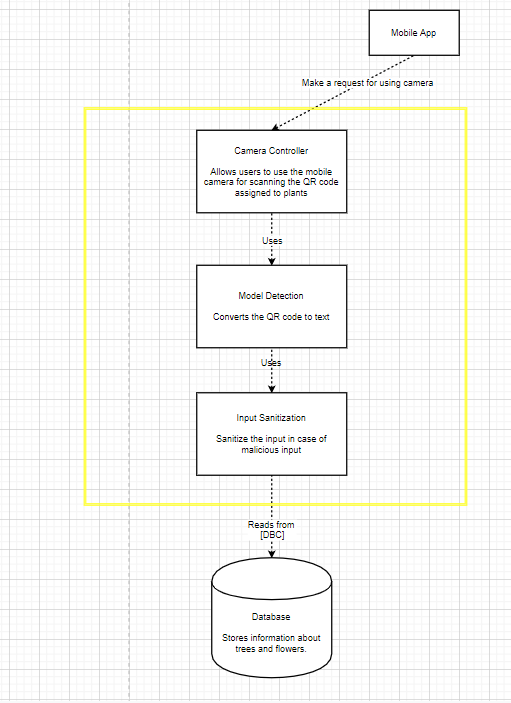 Mobile App
Make a request for using camera
Camera Controller
Allows users to use the mobile
camera for scanning the QR code
assigned to plants
Uses
Model Detection
Converts the QR code to text
Uses
Input Sanitization
Sanitize the input in case of
malicious input
Reads from
[DBC]
Database
Stores information about
trees and flowers.